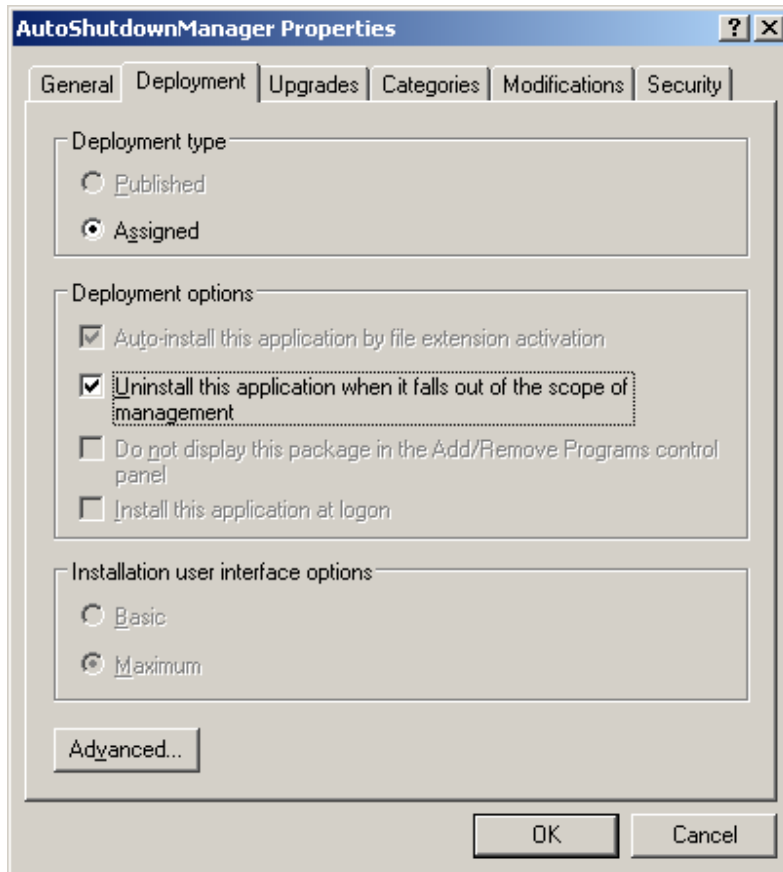 AutoShutdownManager Properties
General Deployment Upgrades Categories Modifications Security
Deployment type
Published
Assigned
Deployment options
Auto-install this application by file extension activation
Uninstall this application when it falls out of the scope of
management
Do not display this package in the Add/Remove Programs control
panel
Install this application at logon
Installation user interface options
Basic
Maximum
Advanced...
OK Cancel